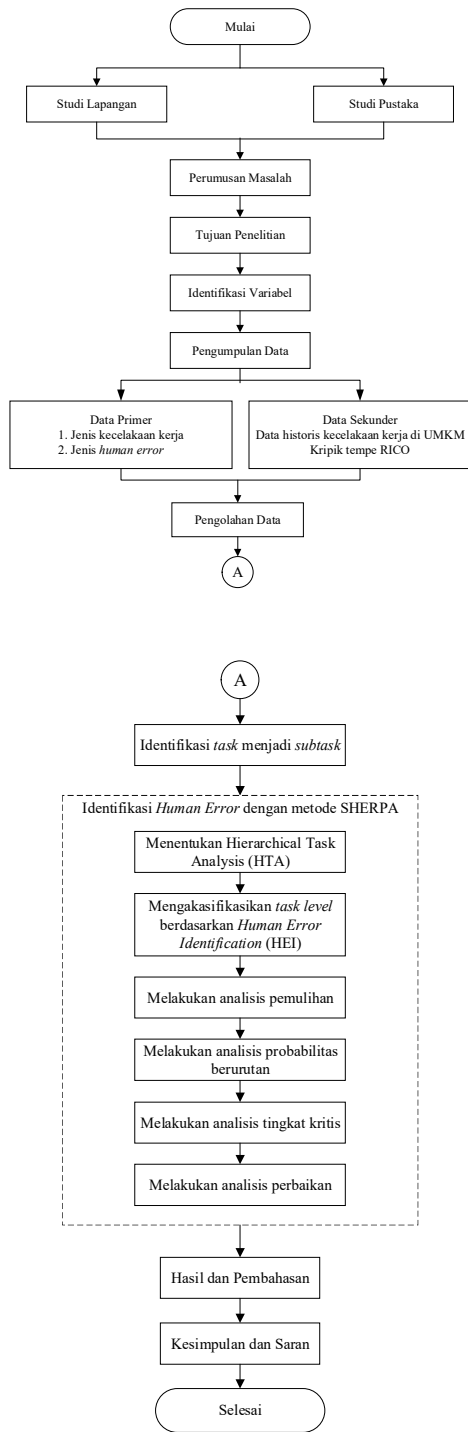 Mulai
Studi Lapangan
Studi Pustaka
Perumusan Masalah
Tujuan Penelitian
Identifikasi Variabel
Pengumpulan Data
Data Primer
1. Jenis kecelakaan kerja
2. Jenis human error
Data Sekunder
Data historis kecelakaan kerja di UMKM
Kripik tempe RICO
Pengolahan Data
A
A
Identifikasi task menjadi subtask
Identifikasi Human Error dengan metode SHERPA
Menentukan Hierarchical Task
Analysis (HTA)
Mengakasifikasikan task level
berdasarkan Human Error
Identification (HEI)
Melakukan analisis pemulihan
Melakukan analisis probabilitas
berurutan
Melakukan analisis tingkat kritis
Melakukan analisis perbaikan
Hasil dan Pembahasan
Kesimpulan dan Saran
Selesai